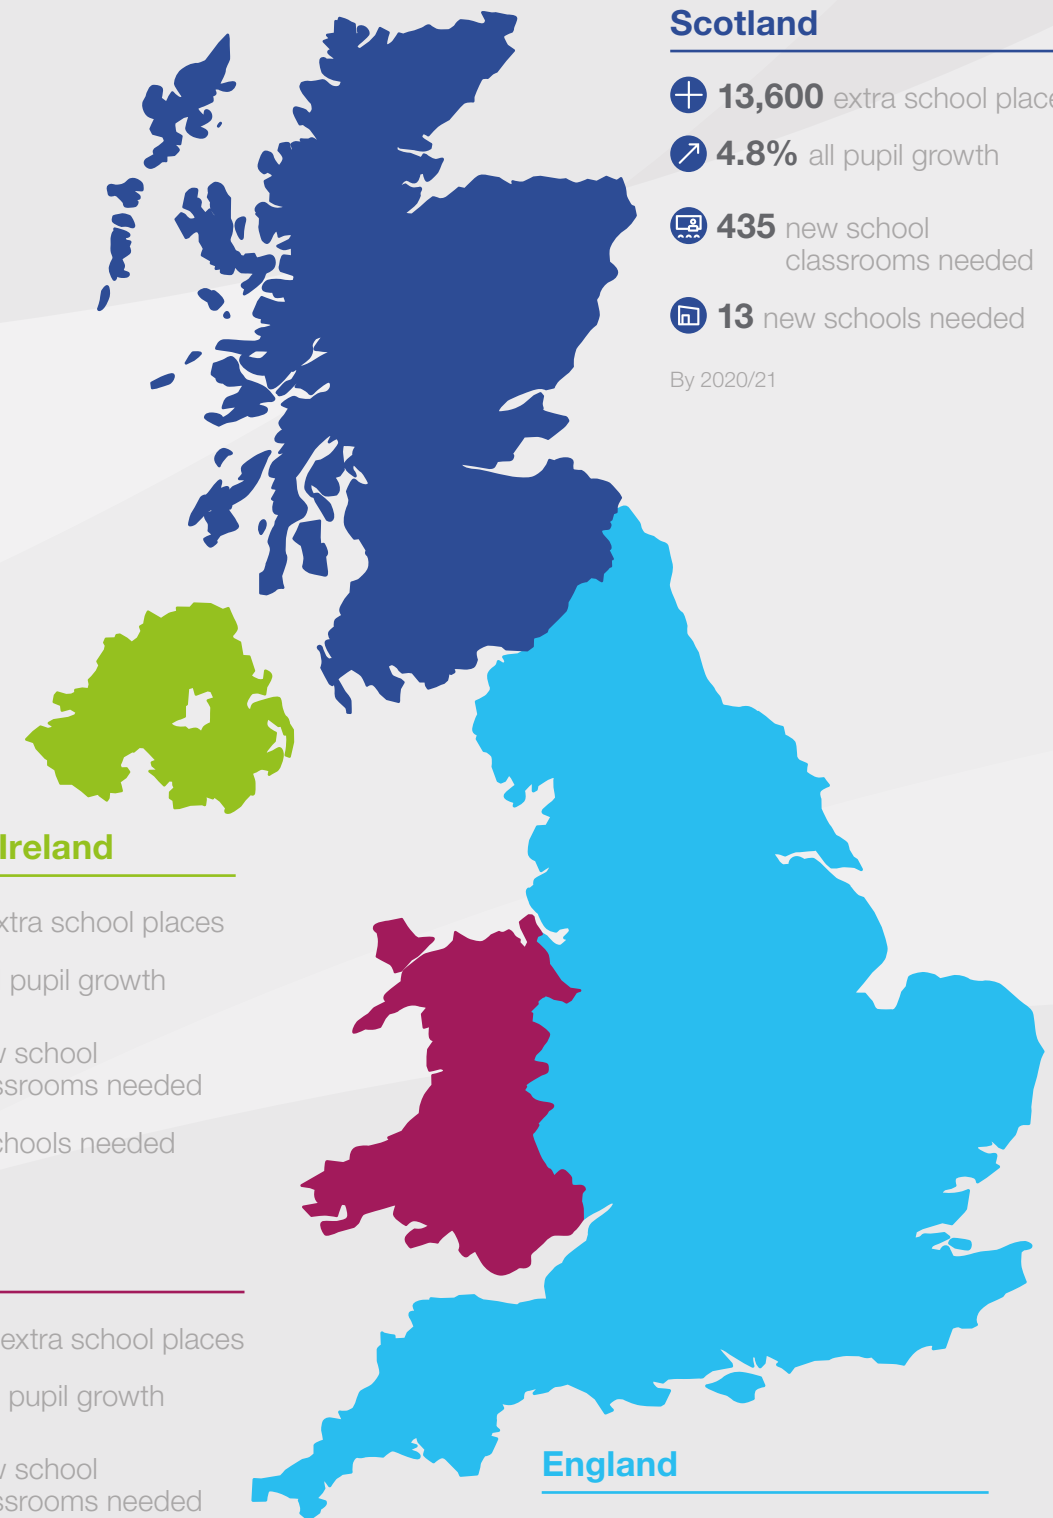 Scotland
13,600 extra school place
4.8% all pupil growth
435 new school
classrooms needed
13 new schools needed
By 2020/21
Ireland
xtra school places
pupil growth
w school
ssrooms needed
chools needed
extra school places
pupil growth
w school
ssrooms needed
England